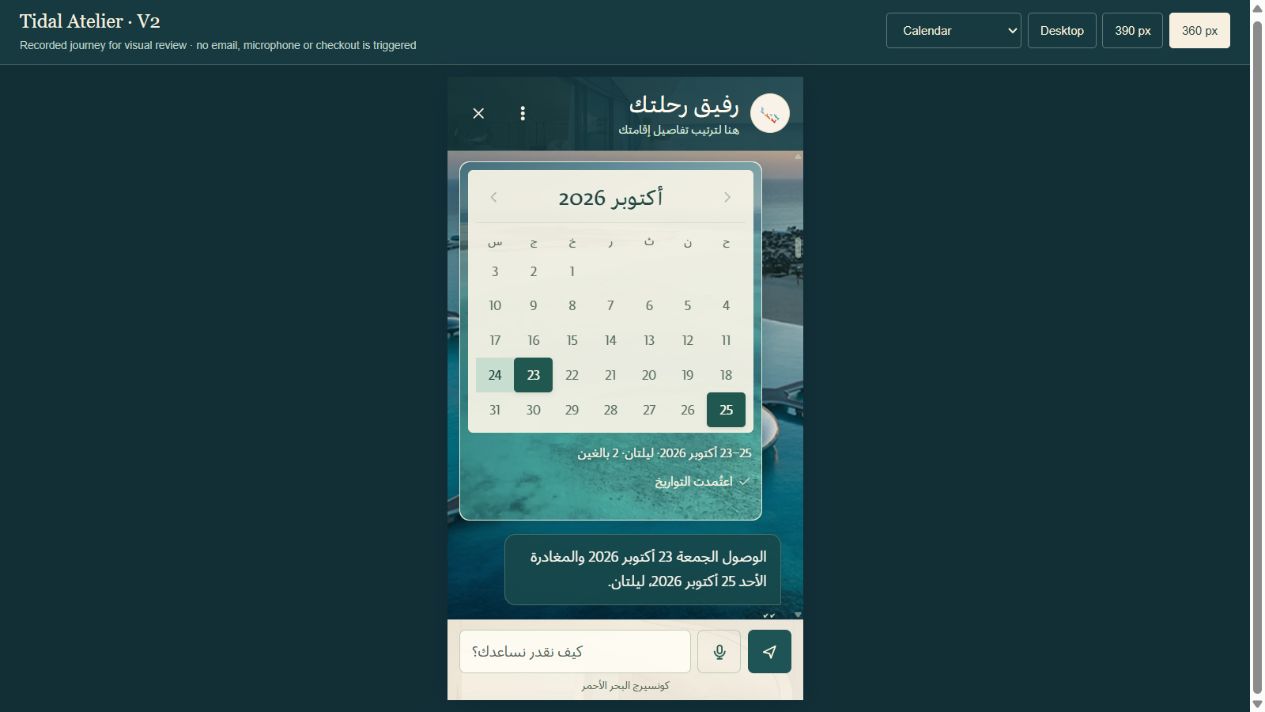 Tidal Atelier · V2
Recorded journey for visual review · no email, microphone or checkout is triggered
Calendar
Desktop
390 px
360 px
رفيق رحلتك
هنا لترتيب تفاصيل إقامتك
أكتوبر 2026
ح ن ث ر خ ج س
1 2 3
4 5 6 7 8 9 10
11 12 13 14 15 16 17
18 19 20 21 22 23 24
25 26 27 28 29 30 31
23–25 أكتوبر 2026· ليلتان· 2 بالغين
اعتُمدت التواريخ
الوصول الجمعة 23 أكتوبر 2026 والمغادرة
الأحد 25 أكتوبر 2026، ليلتان.
كيف نقدر نساعدك؟
كونسيرج البحر الأحمر